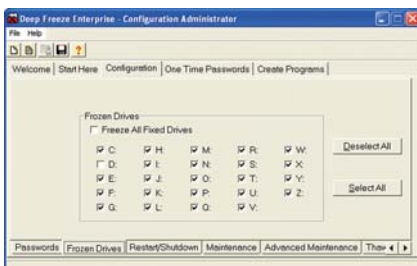 Deep Freeze Enterprise - Configuration Administrator
File Help
Welcome Start Here Configuration One Time Passwords Create Programs
Frozen Drives
Freeze All Fixed Drives
C: H: M: R: W:
D: I: N: S: X:
E: J: O: T: Y:
F: K: P: U: Z:
G: L: Q: V:
Deselect All
Select All
Passwords Frozen Drives Restart/Shutdown Maintenance Advanced Maintenance Thaw